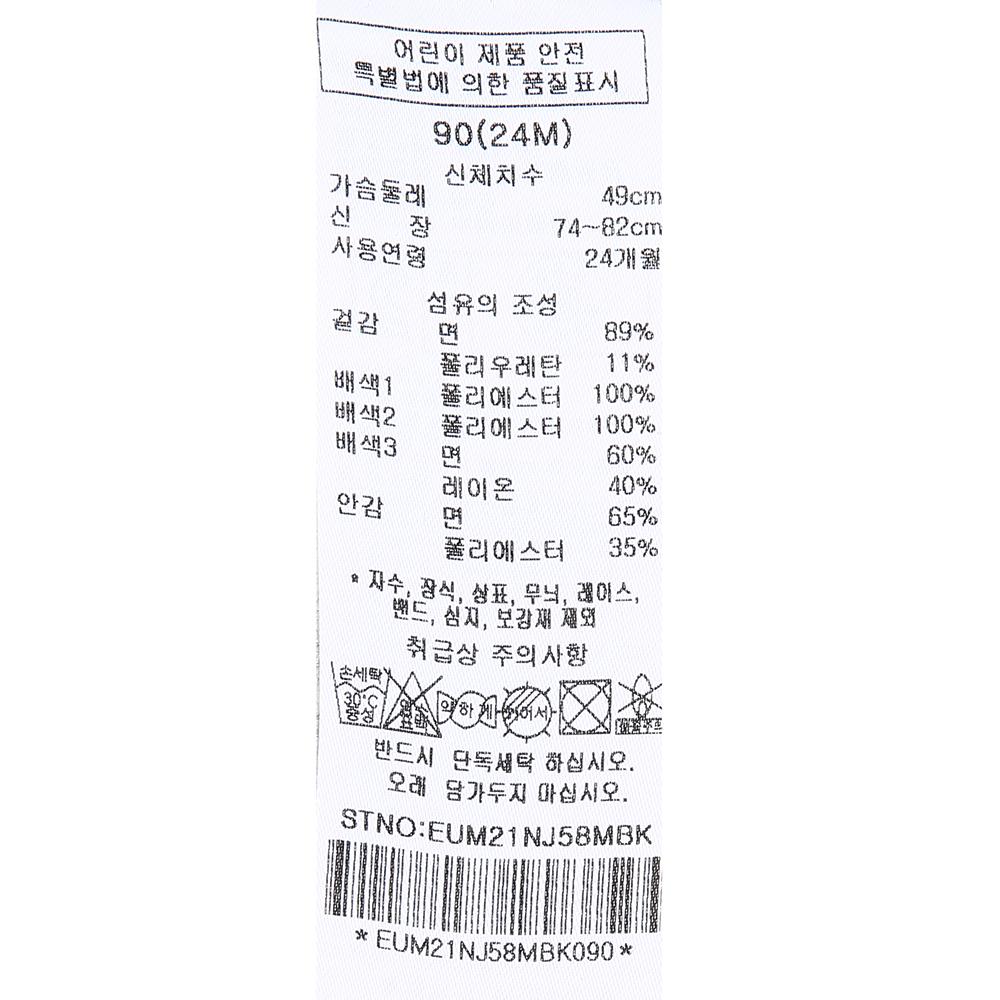 어린이 제품 안전
특별법에 의한 품질표시
90(24M)
신체치수
가슴둘레 49cm
신 장 74~82cm
사용연령 24개월
섬유의 조성
겉감 면 89%
폴리우레탄 11%
배색1 폴리에스터 100%
배색2 폴리에스터 100%
배색3 면 60%
레이온 40%
안감 면 65%
폴리에스터 35%
* 자수, 장식, 상표, 무늬, 레이스,
밴드, 심지, 보강재 제외
취급상 주의사항
손세탁
30°C 약하게 뉘어서
중성
반드시 단독세탁 하십시오.
오래 담가두지 마십시오.
STNO:EUM21NJ58MBK
*EUM21NJ58MBK090*